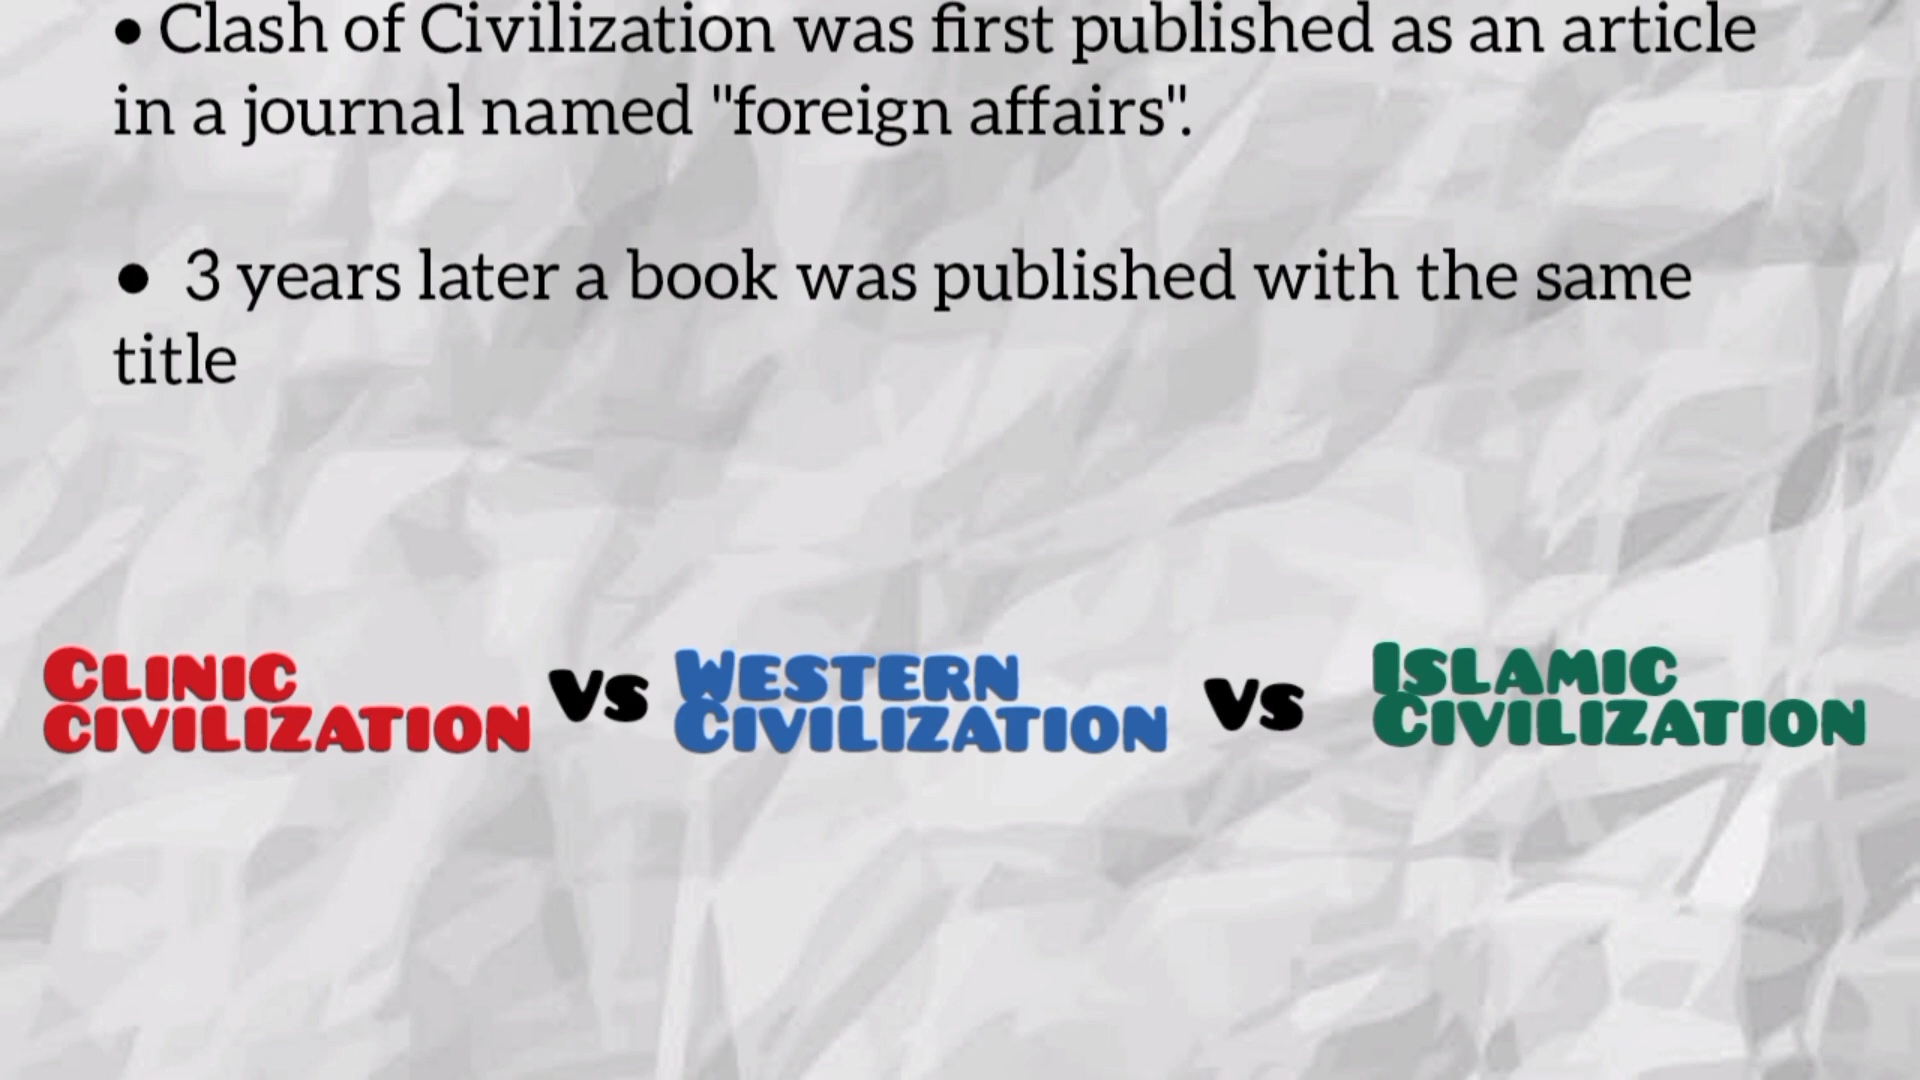 • Clash of Civilization was first published as an article
in a journal named "foreign affairs".
• 3 years later a book was published with the same
title
CLINIC
CIVILIZATION
VS
WESTERN
CIVILIZATION
VS
ISLAMIC
CIVILIZATION